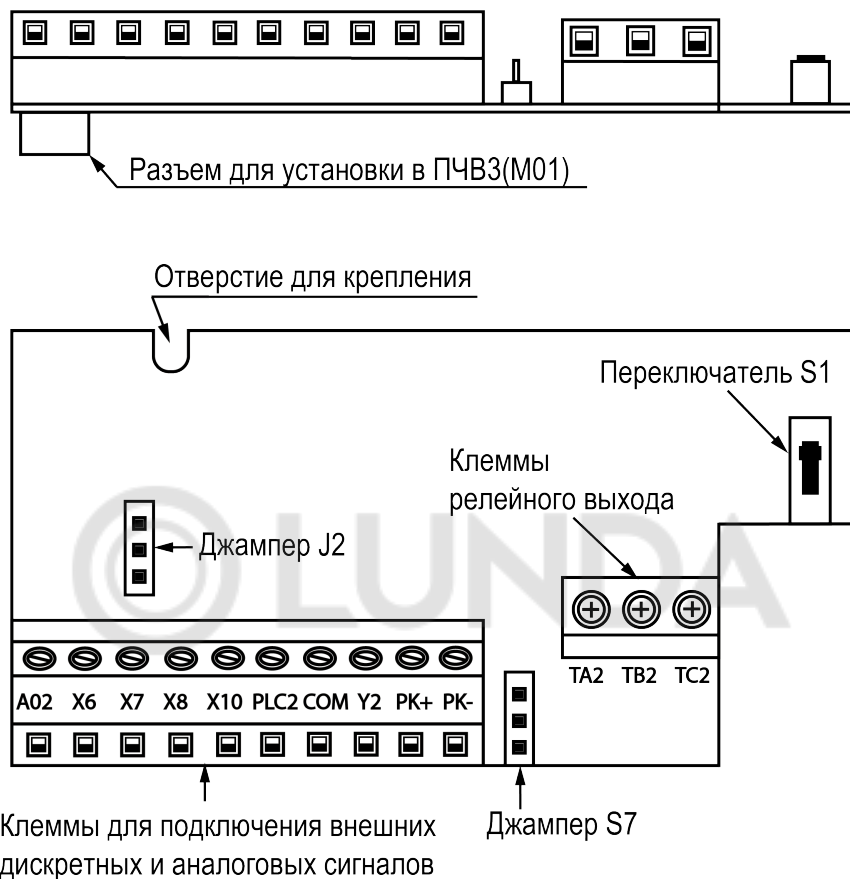 Разъем для установки в ПЧВ3(М01)
Отверстие для крепления
Переключатель S1
Клеммы
релейного выхода
Джампер J2
LUNDA
TA2 TB2 TC2
A02 X6 X7 X8 X10 PLC2 COM Y2 PK+ PK-
Джампер S7
Клеммы для подключения внешних
дискретных и аналоговых сигналов